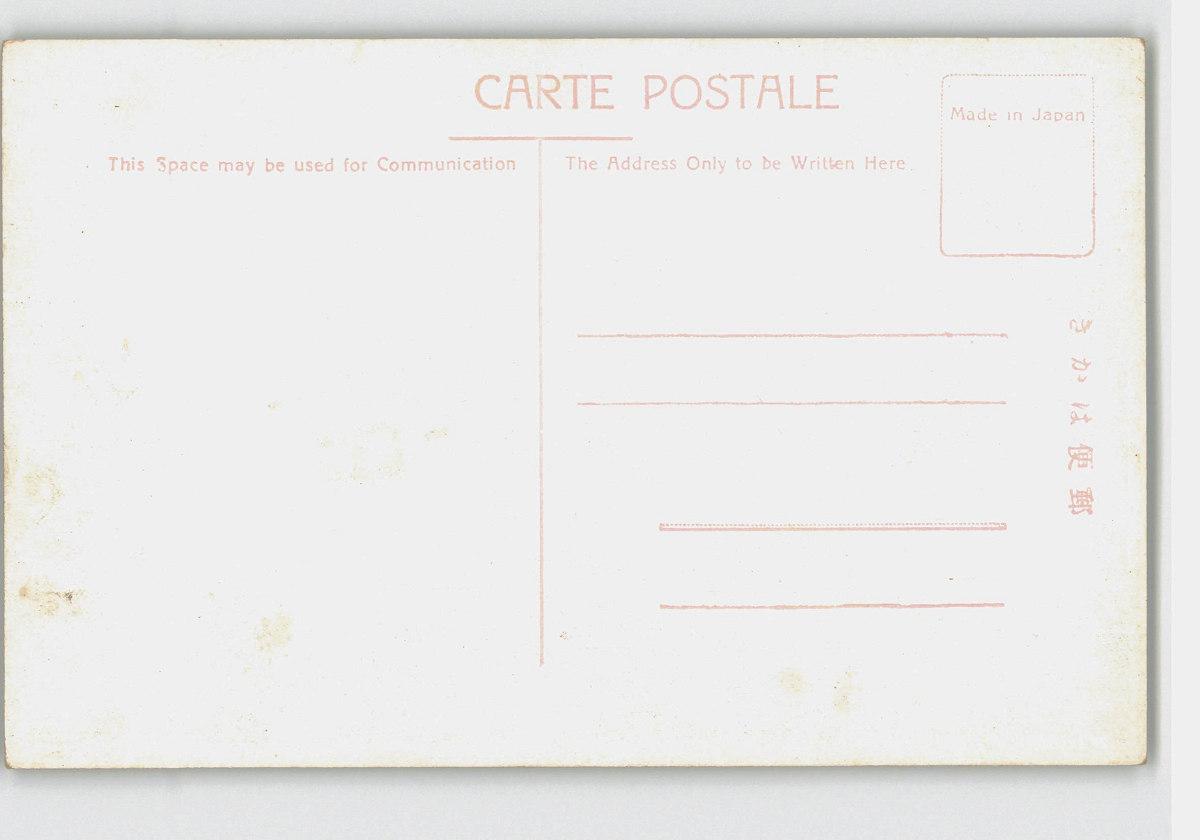 CARTE POSTALE
Made in Japan
This Space may be used for Communication
The Address Only to be Written Here.
郵便はかき